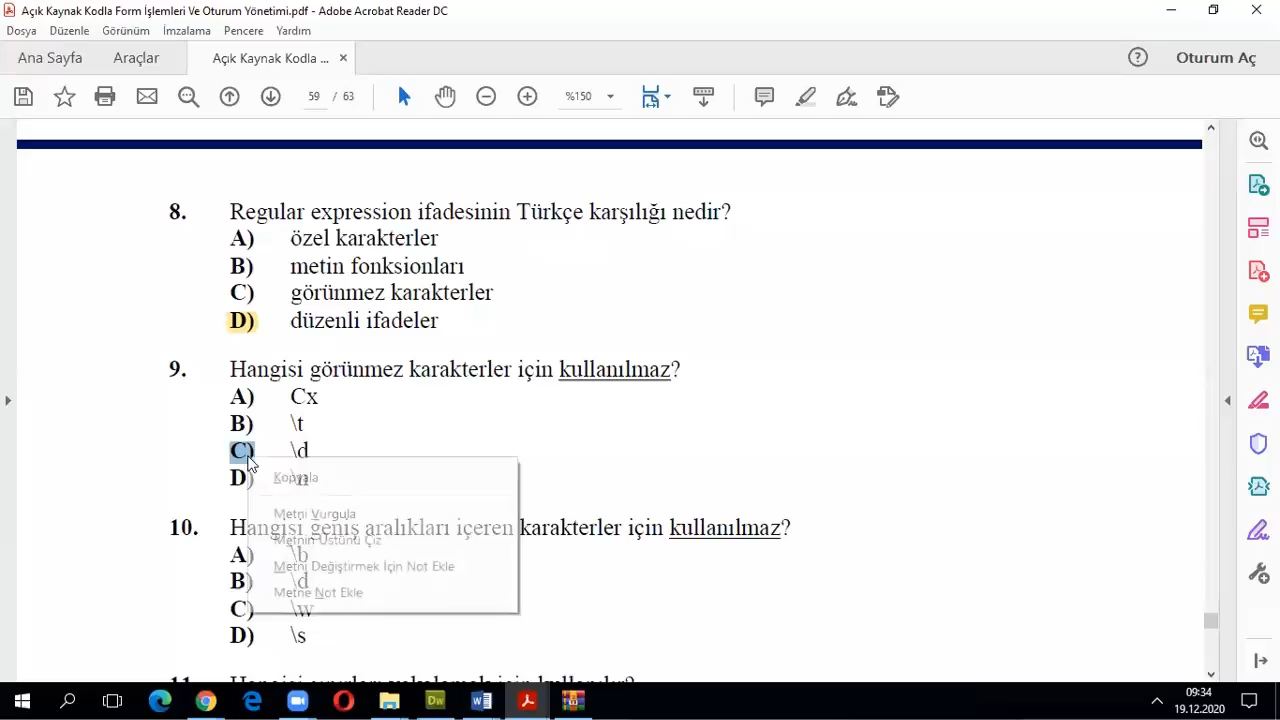 Açık Kaynak Kodla Form İşlemleri Ve Oturum Yönetimi.pdf - Adobe Acrobat Reader DC
Dosya Düzenle Görünüm İmzalama Pencere Yardım
Ana Sayfa Araçlar Açık Kaynak Kodla ... × ? Oturum Aç
59 / 63 %150
8. Regular expression ifadesinin Türkçe karşılığı nedir?
A) özel karakterler
B) metin fonksionları
C) görünmez karakterler
D) düzenli ifadeler
9. Hangisi görünmez karakterler için kullanılmaz?
A) Cx
B) \t
C) \d
D) \n
Kopyala
Metni Vurgula
Metnin Üstünü Çiz
Metni Değiştirmek İçin Not Ekle
Metne Not Ekle
10. Hangisi geniş aralıkları içeren karakterler için kullanılmaz?
A) \b
B) \d
C) \w
D) \s
Dw W
09:34
19.12.2020